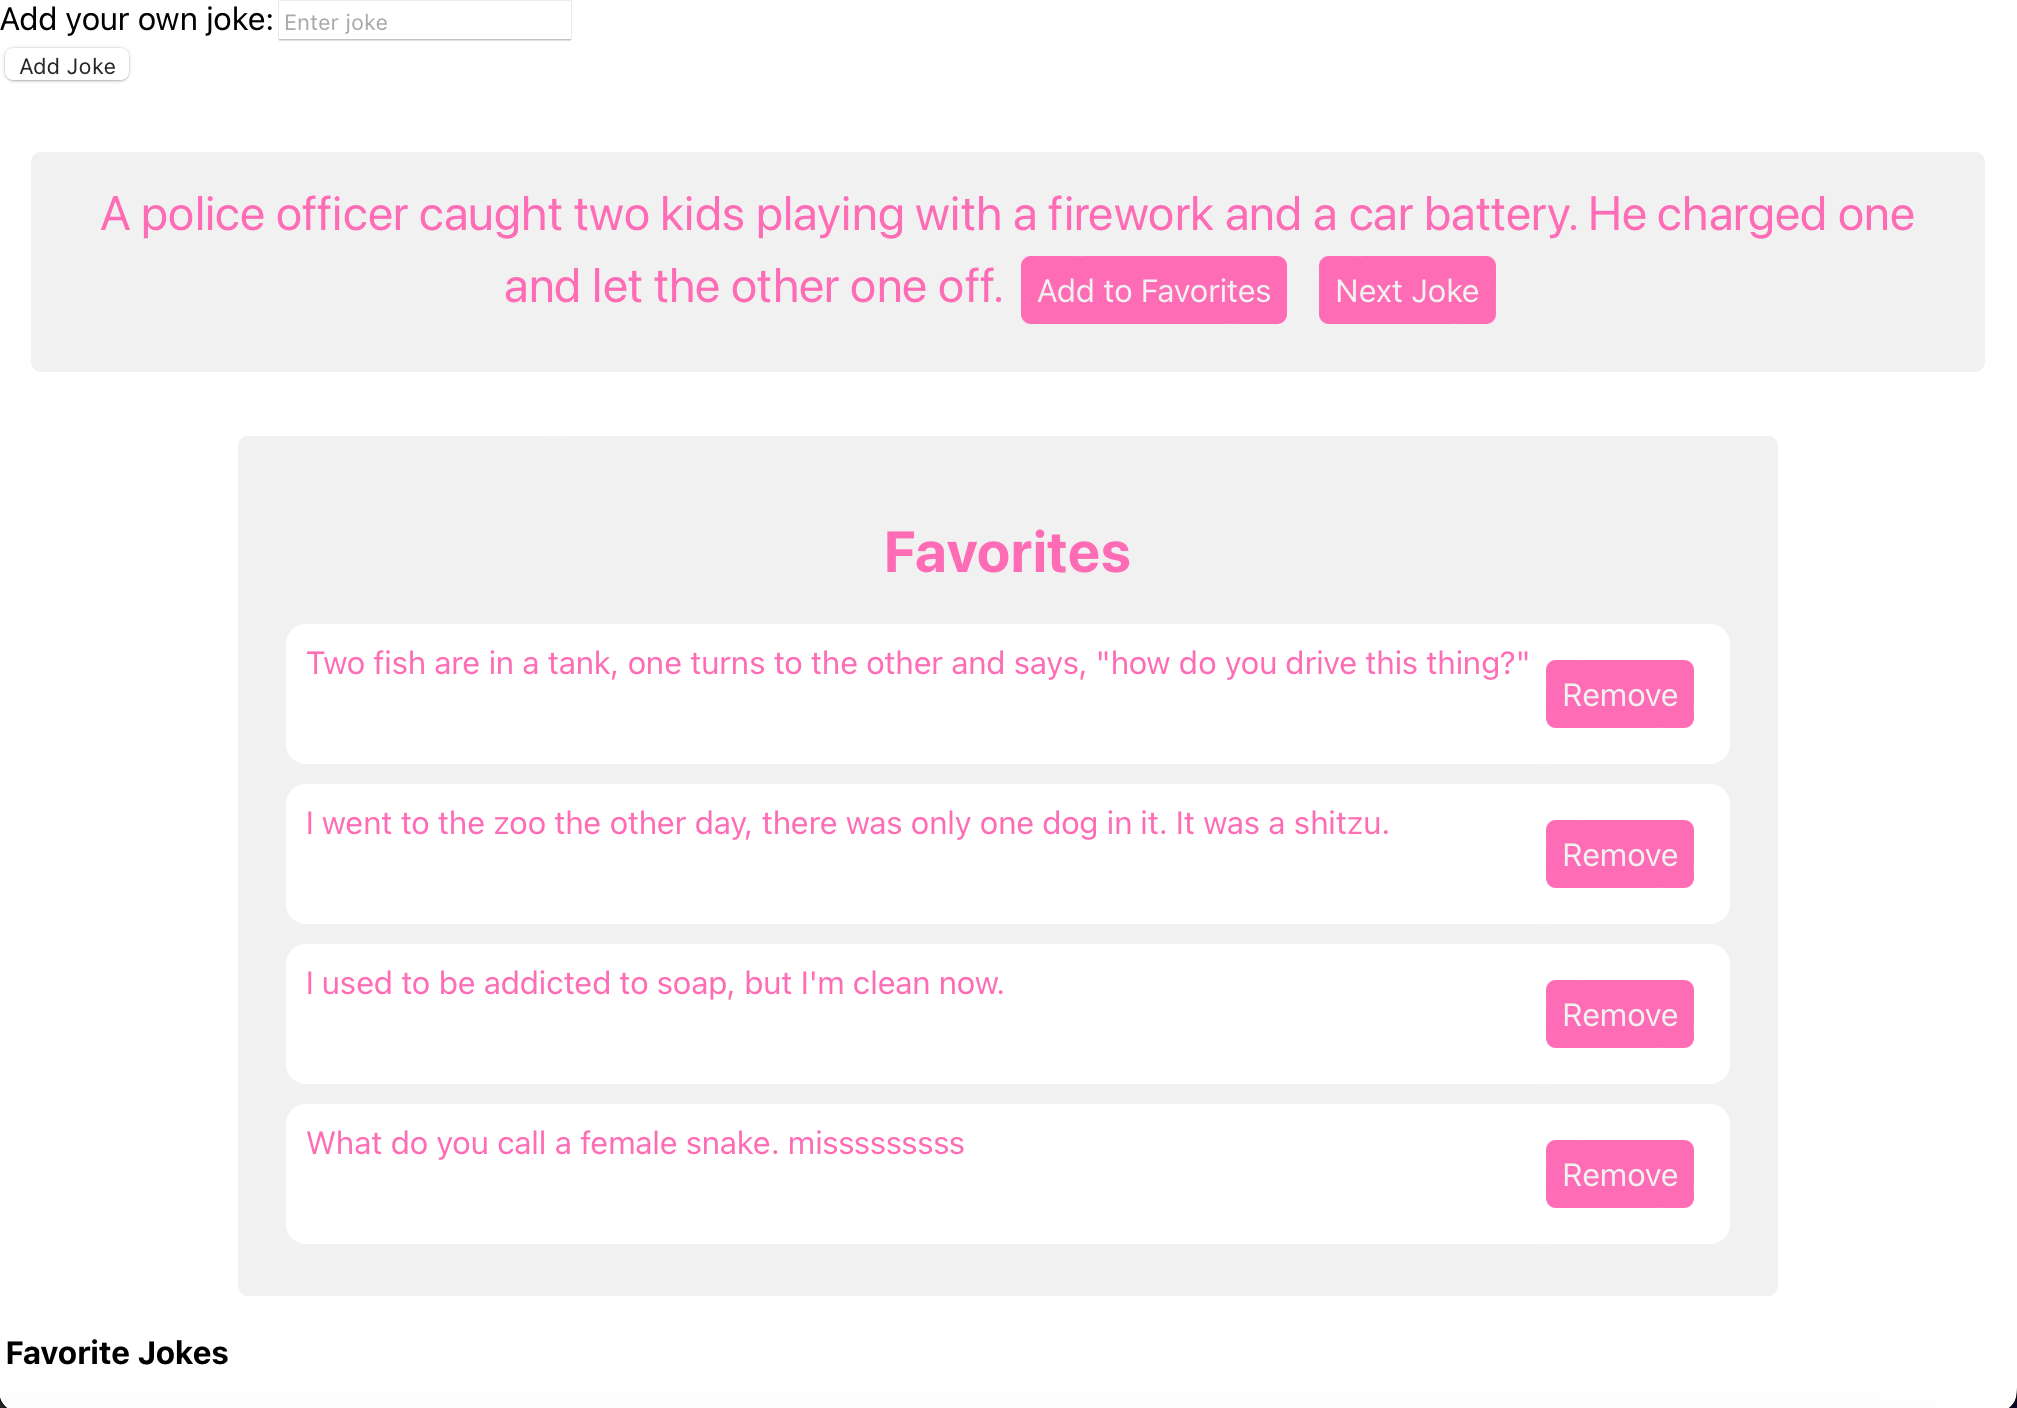 Add your own joke: Enter joke
Add Joke
A police officer caught two kids playing with a firework and a car battery. He charged one
and let the other one off. Add to Favorites Next Joke
Favorites
Two fish are in a tank, one turns to the other and says, "how do you drive this thing?" Remove
I went to the zoo the other day, there was only one dog in it. It was a shitzu. Remove
I used to be addicted to soap, but I'm clean now. Remove
What do you call a female snake. misssssssss Remove
Favorite Jokes